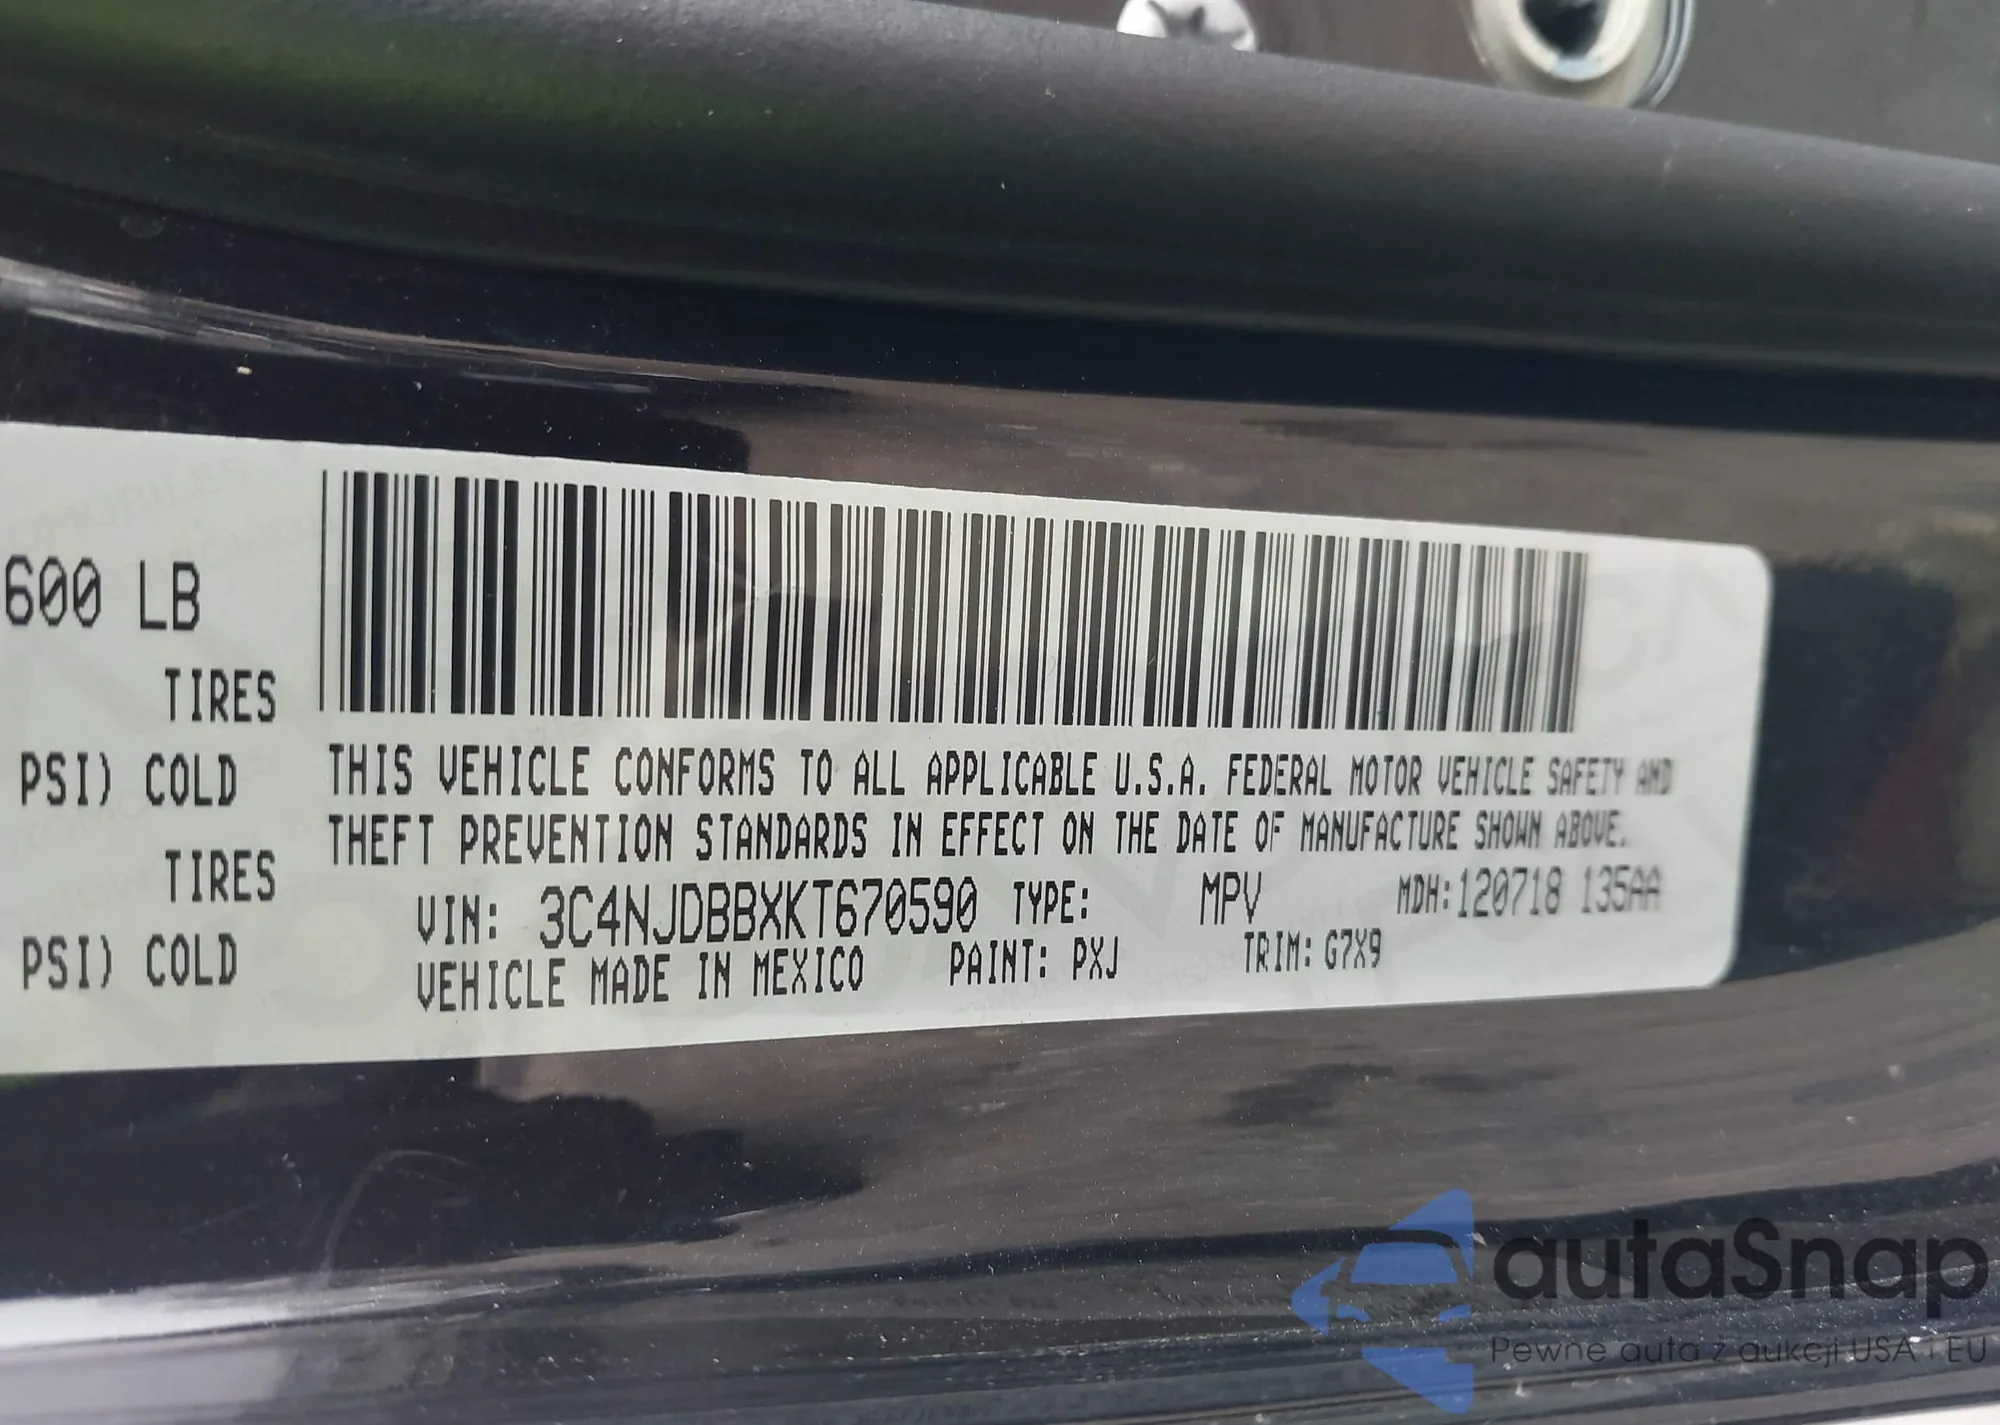 600 LB
TIRES
PSI) COLD
TIRES
PSI) COLD
THIS VEHICLE CONFORMS TO ALL APPLICABLE U.S.A. FEDERAL MOTOR VEHICLE SAFETY AND
THEFT PREVENTION STANDARDS IN EFFECT ON THE DATE OF MANUFACTURE SHOWN ABOVE.
VIN: 3C4NJDBBXKT670590 TYPE: MPV MDH:120718 135AA
VEHICLE MADE IN MEXICO PAINT: PXJ TRIM: G7X9
autaSnap
Pewne auta z aukcji USA i EU